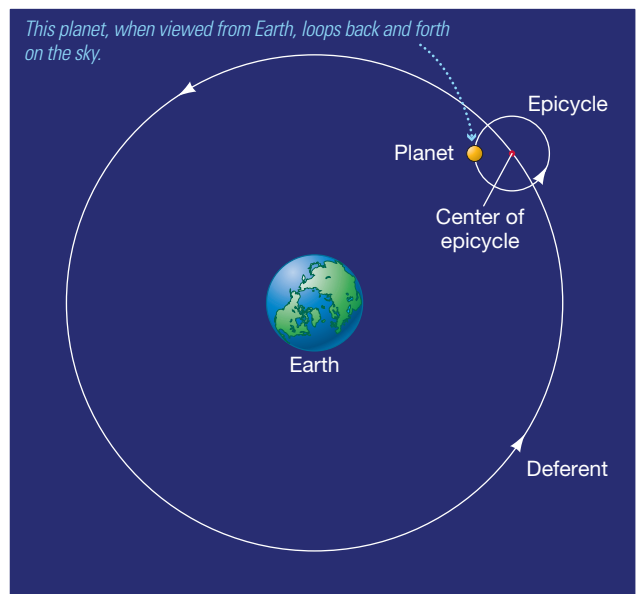 This planet, when viewed from Earth, loops back and forth
on the sky.
Epicycle
Planet
Center of
epicycle
Earth
Deferent